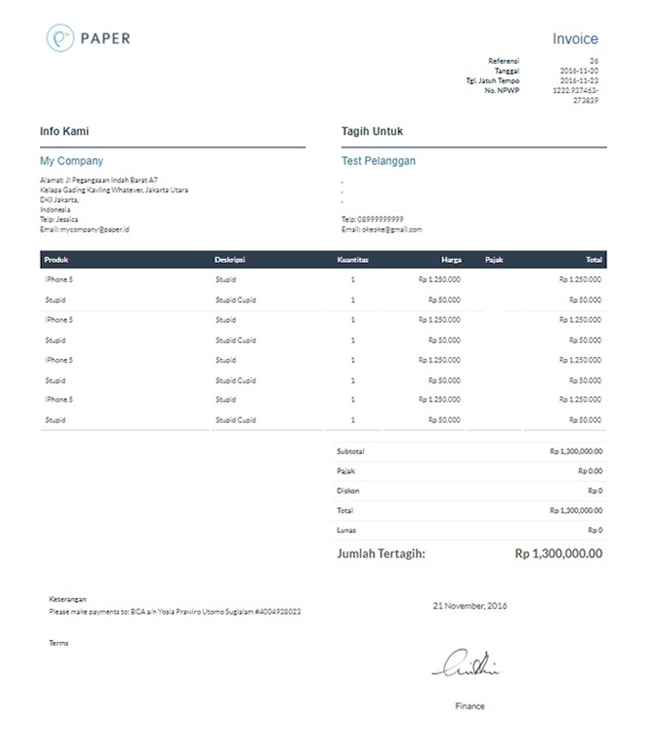 PAPER
Invoice
Referensi 26
Tanggal 2016-11-20
Tgl. Jatuh Tempo 2016-11-23
No. NPWP 1222.937463-
273839
Info Kami
Tagih Untuk
My Company
Test Pelanggan
Alamat: Jl Pegangsaan Indah Barat A7
Kelapa Gading Kavling Whatever, Jakarta Utara
DKI Jakarta,
Indonesia
Telp: Jessica
Email: mycompany@paper.id
,
,
,
Telp: 08999999999
Email: okeoke@gmail.com
Produk Deskripsi Kuantitas Harga Pajak Total
iPhone 5 Stupid 1 Rp 1.250.000 Rp 1.250.000
Stupid Stupid Cupid 1 Rp 50.000 Rp 50.000
iPhone 5 Stupid 1 Rp 1.250.000 Rp 1.250.000
Stupid Stupid Cupid 1 Rp 50.000 Rp 50.000
iPhone 5 Stupid 1 Rp 1.250.000 Rp 1.250.000
Stupid Stupid Cupid 1 Rp 50.000 Rp 50.000
iPhone 5 Stupid 1 Rp 1.250.000 Rp 1.250.000
Stupid Stupid Cupid 1 Rp 50.000 Rp 50.000
Subtotal Rp 1,300,000.00
Pajak Rp 0.00
Diskon Rp 0
Total Rp 1,300,000.00
Lunas Rp 0
Jumlah Tertagih: Rp 1,300,000.00
Keterangan
Please make payments to: BCA a/n Yosia Prawiro Utomo Sugialam #4004928023
21 November, 2016
Terms
Finance